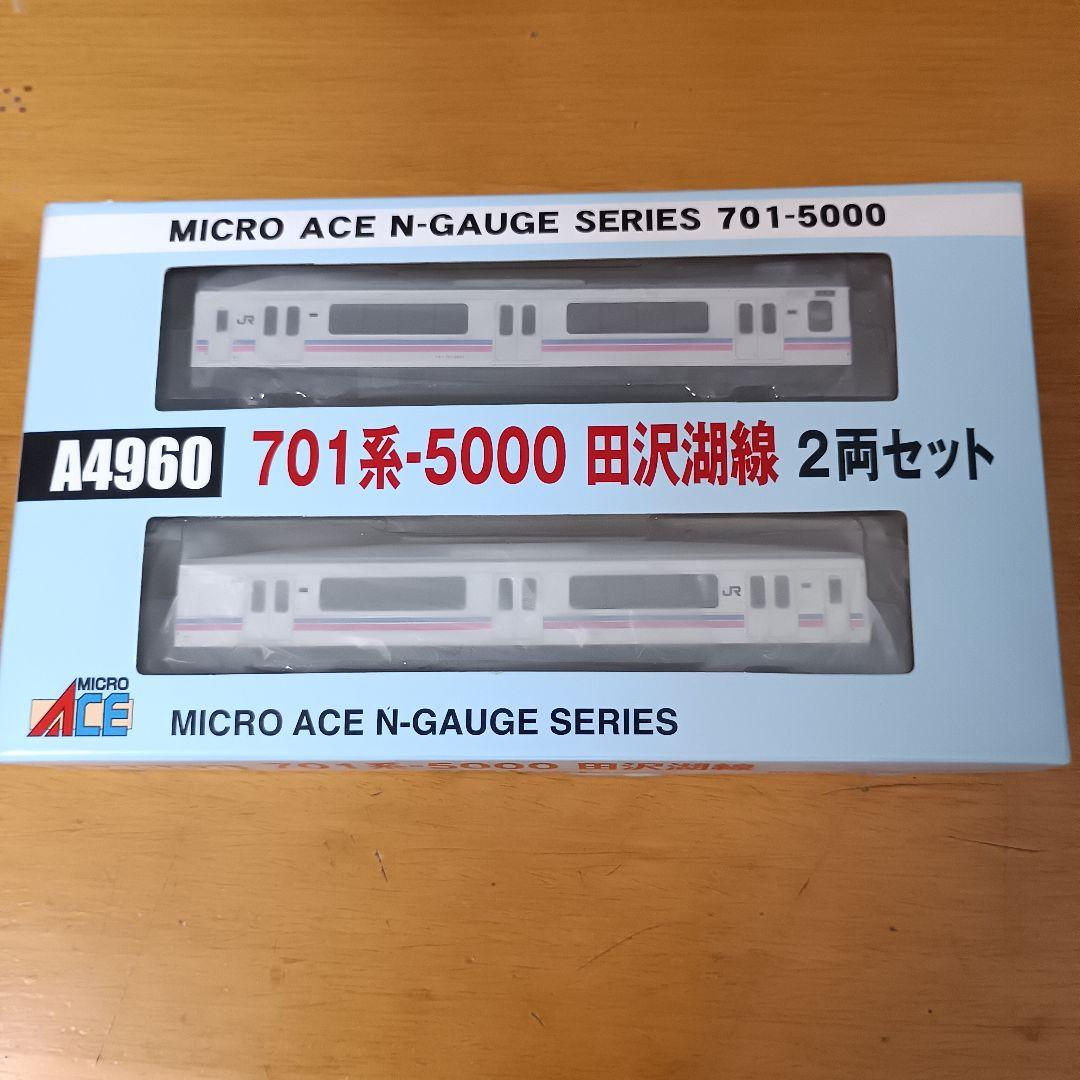 MICRO ACE N-GAUGE SERIES 701-5000
JR
A4960
701系-5000 田沢湖線 2両セット
JR
MICRO
ACE
MICRO ACE N-GAUGE SERIES
701系-5000 田沢湖線